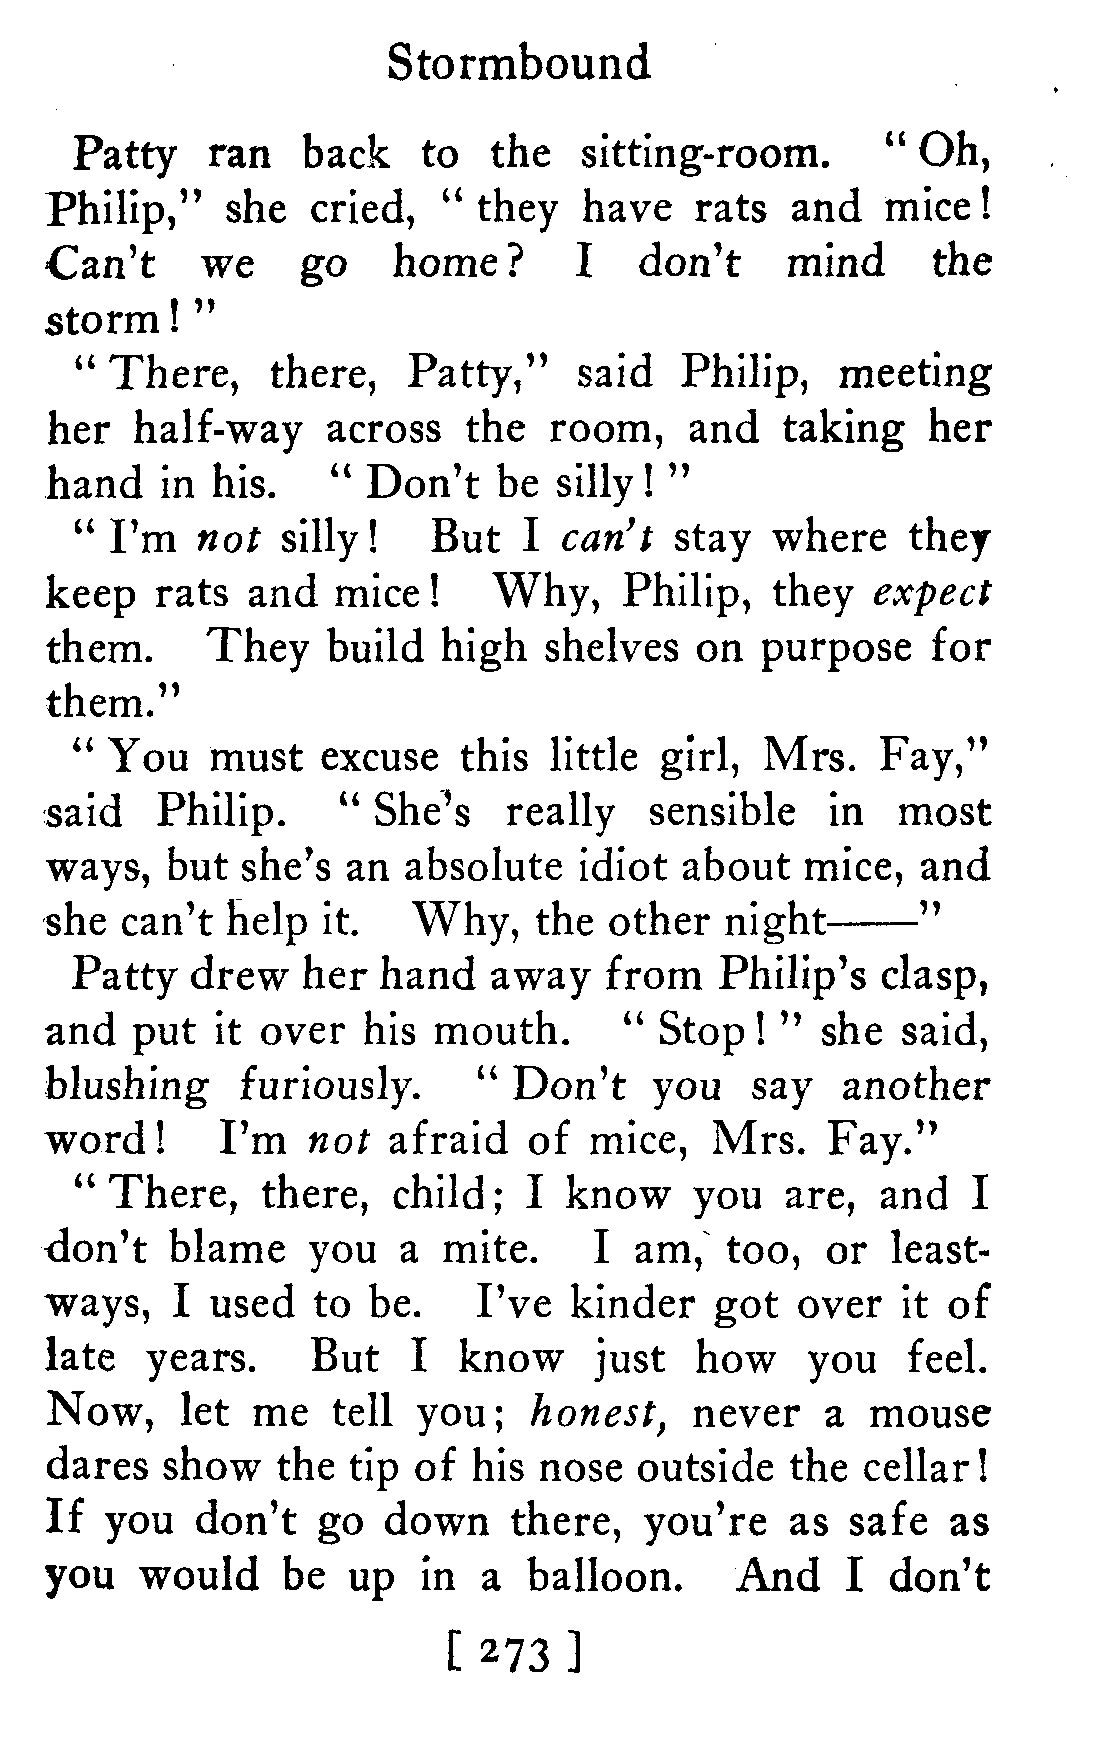 Stormbound
Patty ran back to the sitting-room. "Oh,
Philip," she cried, "they have rats and mice!
Can't we go home? I don't mind the
storm!"
"There, there, Patty," said Philip, meeting
her half-way across the room, and taking her
hand in his. "Don't be silly!"
"I'm not silly! But I can't stay where they
keep rats and mice! Why, Philip, they expect
them. They build high shelves on purpose for
them."
"You must excuse this little girl, Mrs. Fay,"
said Philip. "She's really sensible in most
ways, but she's an absolute idiot about mice, and
she can't help it. Why, the other night——"
Patty drew her hand away from Philip's clasp,
and put it over his mouth. "Stop!" she said,
blushing furiously. "Don't you say another
word! I'm not afraid of mice, Mrs. Fay."
"There, there, child; I know you are, and I
don't blame you a mite. I am, too, or least-
ways, I used to be. I've kinder got over it of
late years. But I know just how you feel.
Now, let me tell you; honest, never a mouse
dares show the tip of his nose outside the cellar!
If you don't go down there, you're as safe as
you would be up in a balloon. And I don't
[ 273 ]